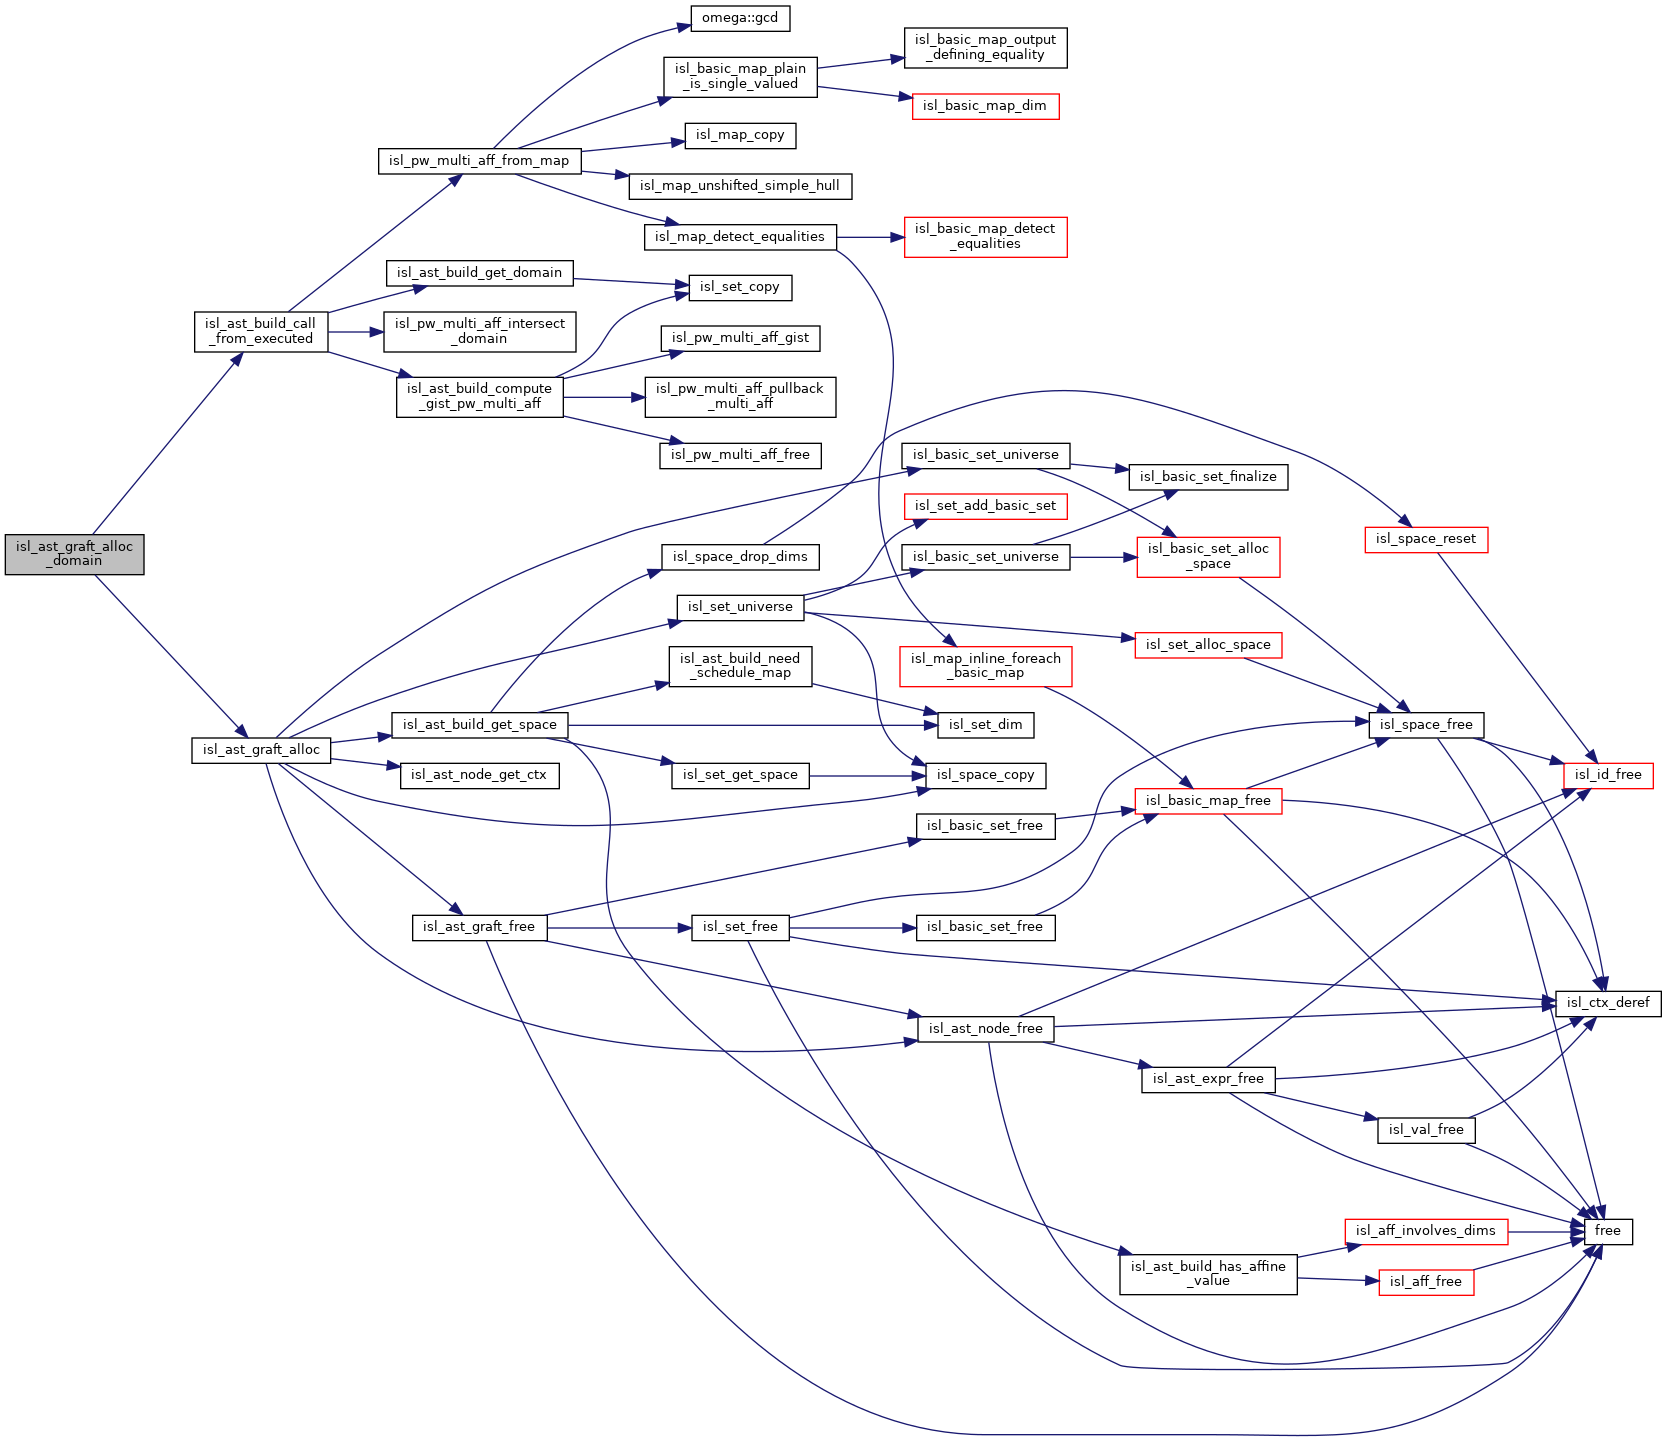 omega::gcd
isl_basic_map_output
_defining_equality
isl_basic_map_plain
_is_single_valued
isl_basic_map_dim
isl_map_copy
isl_pw_multi_aff_from_map
isl_map_unshifted_simple_hull
isl_map_detect_equalities
isl_basic_map_detect
_equalities
isl_ast_build_get_domain
isl_set_copy
isl_ast_build_call
_from_executed
isl_pw_multi_aff_intersect
_domain
isl_pw_multi_aff_gist
isl_ast_build_compute
_gist_pw_multi_aff
isl_pw_multi_aff_pullback
_multi_aff
isl_pw_multi_aff_free
isl_basic_set_universe
isl_basic_set_finalize
isl_set_add_basic_set
isl_space_reset
isl_ast_graft_alloc
_domain
isl_space_drop_dims
isl_basic_set_universe
isl_basic_set_alloc
_space
isl_set_universe
isl_set_alloc_space
isl_ast_build_need
_schedule_map
isl_map_inline_foreach
_basic_map
isl_ast_build_get_space
isl_set_dim
isl_space_free
isl_ast_graft_alloc
isl_ast_node_get_ctx
isl_set_get_space
isl_space_copy
isl_id_free
isl_basic_map_free
isl_basic_set_free
isl_ast_graft_free
isl_set_free
isl_basic_set_free
isl_ctx_deref
isl_ast_node_free
isl_ast_expr_free
isl_val_free
isl_aff_involves_dims
free
isl_ast_build_has_affine
_value
isl_aff_free